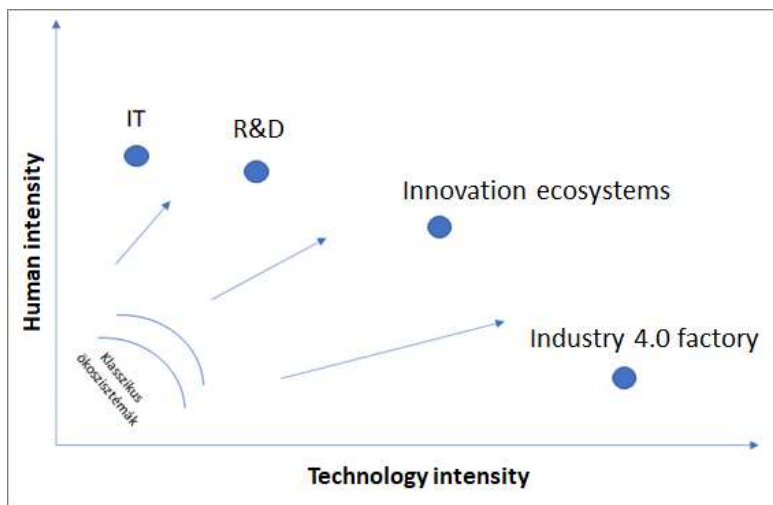 IT
R&D
Innovation ecosystems
Industry 4.0 factory
Klasszikus
ökoszisztémák
Human intensity
Technology intensity